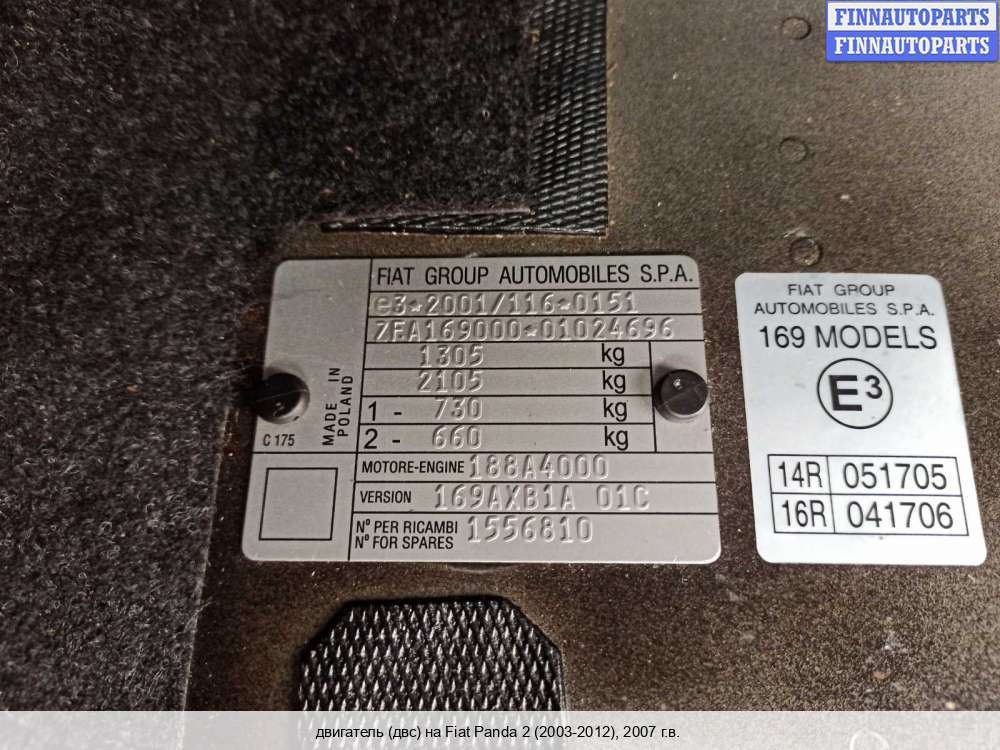 FINNAUTOPARTS
FINNAUTOPARTS
FIAT GROUP AUTOMOBILES S.P.A.
e3*2001/116*0151
ZFA169000*01024696
1305 kg
2105 kg
1 - 730 kg
2 - 660 kg
MADE IN
POLAND
C 175
MOTORE-ENGINE 188A4000
VERSION 169AXB1A 01C
Nº PER RICAMBI
Nº FOR SPARES 1556810
FIAT GROUP
AUTOMOBILES S.P.A.
169 MODELS
E3
14R 051705
16R 041706
двигатель (двс) на Fiat Panda 2 (2003-2012), 2007 г.в.